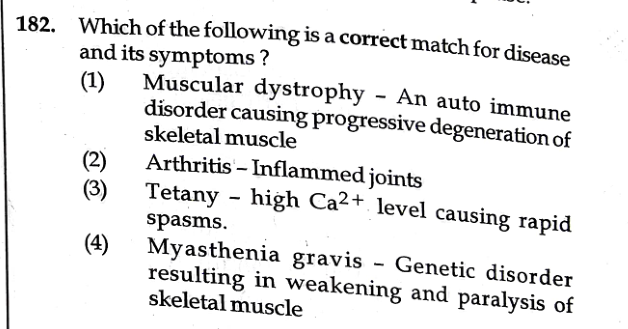 182. Which of the following is a correct match for disease
and its symptoms ?
(1) Muscular dystrophy – An auto immune
disorder causing progressive degeneration of
skeletal muscle
(2) Arthritis – Inflammed joints
(3) Tetany – high Ca2+ level causing rapid
spasms.
(4) Myasthenia gravis – Genetic disorder
resulting in weakening and paralysis of
skeletal muscle